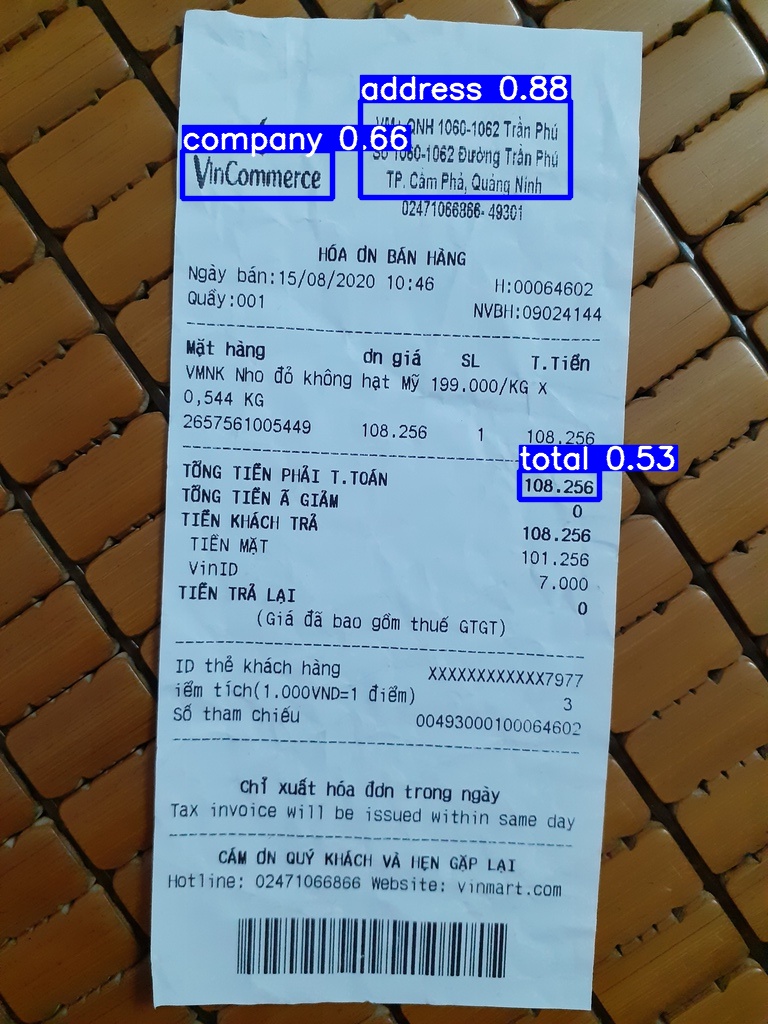 address 0.88
VM+ QNH 1060-1062 Trần Phú
company 0.66
Số 1060-1062 Đường Trần Phú
VinCommerce
TP. Cẩm Phả, Quảng Ninh
02471066866- 49301
HÓA ƠN BÁN HÀNG
Ngày bán:15/08/2020 10:46 H:00064602
Quầy:001 NVBH:09024144
Mặt hàng ơn giá SL T.Tiền
VMNK Nho đỏ không hạt Mỹ 199.000/KG X
0,544 KG
2657561005449 108.256 1 108.256
total 0.53
TỔNG TIỀN PHẢI T.TOÁN 108.256
TỔNG TIỀN Ã GIẢM 0
TIỀN KHÁCH TRẢ 108.256
TIỀN MẶT 101.256
VinID 7.000
TIỀN TRẢ LẠI 0
(Giá đã bao gồm thuế GTGT)
ID thẻ khách hàng XXXXXXXXXXXX7977
iểm tích(1.000VND=1 điểm) 3
Số tham chiếu 00493000100064602
Chỉ xuất hóa đơn trong ngày
Tax invoice will be issued within same day
CÁM ƠN QUÝ KHÁCH VÀ HẸN GẶP LẠI
Hotline: 02471066866 Website: vinmart.com